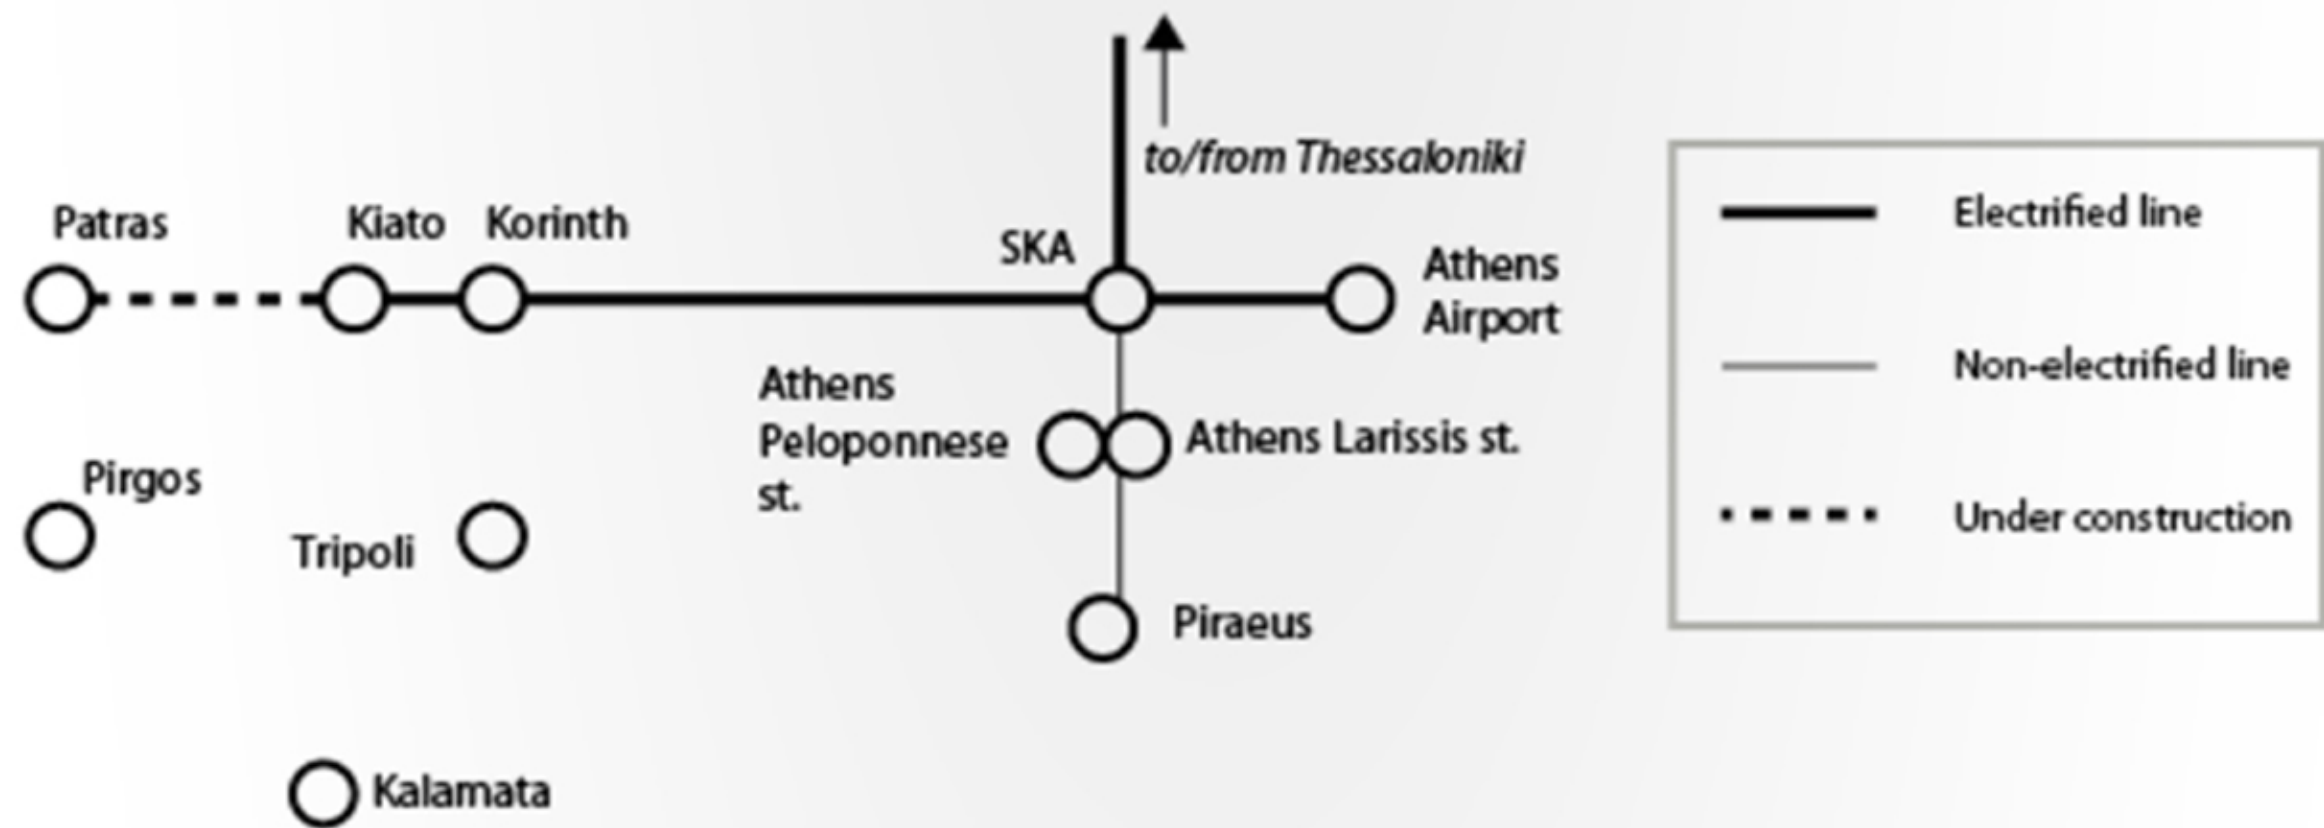 to/from Thessaloniki
Patras
Kiato
Korinth
SKA
Athens
Airport
Athens
Peloponnese
st.
Athens Larissis st.
Pirgos
Tripoli
Piraeus
Kalamata
Electrified line
Non-electrified line
Under construction